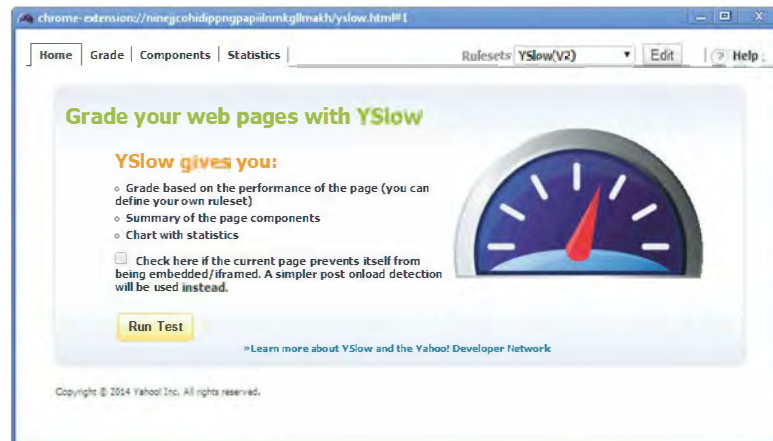 chrome-extension://ninejjcohidippngpapiilnmkgllmakh/yslow.html#1
Home | Grade | Components | Statistics | Rulesets YSlow(V2) Edit | ? Help
Grade your web pages with YSlow
YSlow gives you:
Grade based on the performance of the page (you can
define your own ruleset)
Summary of the page components
Chart with statistics
Check here if the current page prevents itself from
being embedded/iframed. A simpler post onload detection
will be used instead.
Run Test
»Learn more about YSlow and the Yahoo! Developer Network
Copyright © 2014 Yahoo! Inc. All rights reserved.